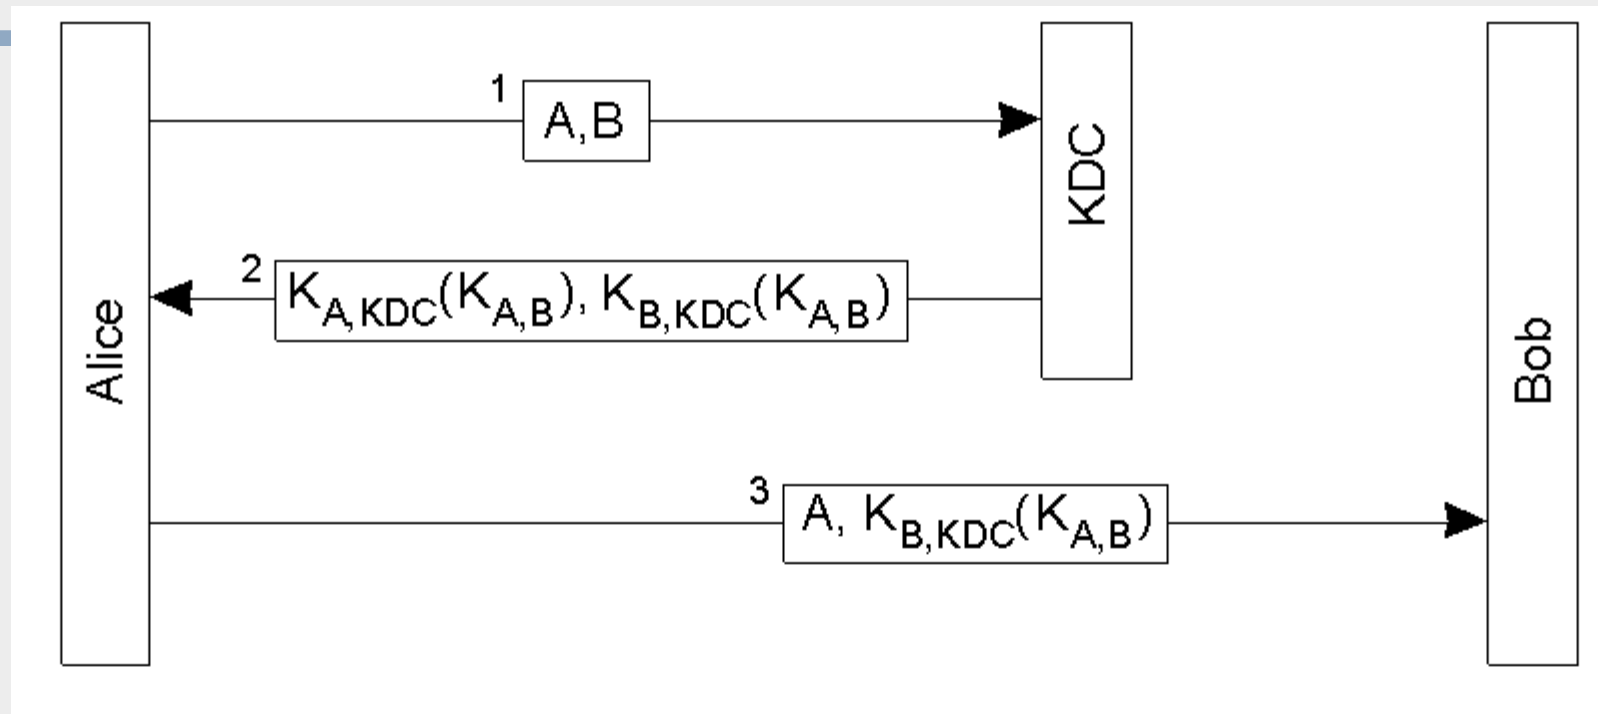 1
A,B
KDC
2
K_A,KDC(K_A,B), K_B,KDC(K_A,B)
Alice
Bob
3
A, K_B,KDC(K_A,B)